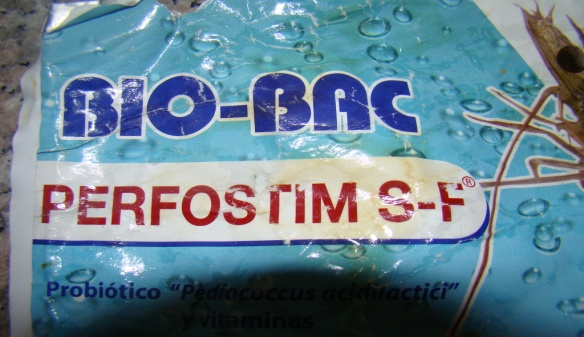 BIO-BAC
PERFOSTIM S-F®
Probiótico "Pediococcus acidilactici"
y vitaminas